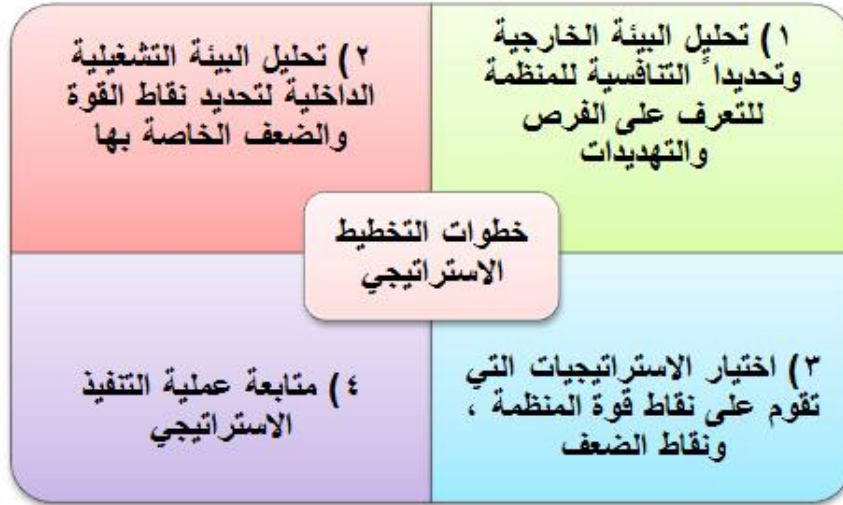 ١) تحليل البيئة الخارجية
وتحديداً التنافسية للمنظمة
للتعرف على الفرص
والتهديدات
٢) تحليل البيئة التشغيلية
الداخلية لتحديد نقاط القوة
والضعف الخاصة بها
خطوات التخطيط
الاستراتيجي
٣) اختيار الاستراتيجيات التي
تقوم على نقاط قوة المنظمة ،
ونقاط الضعف
٤) متابعة عملية التنفيذ
الاستراتيجي